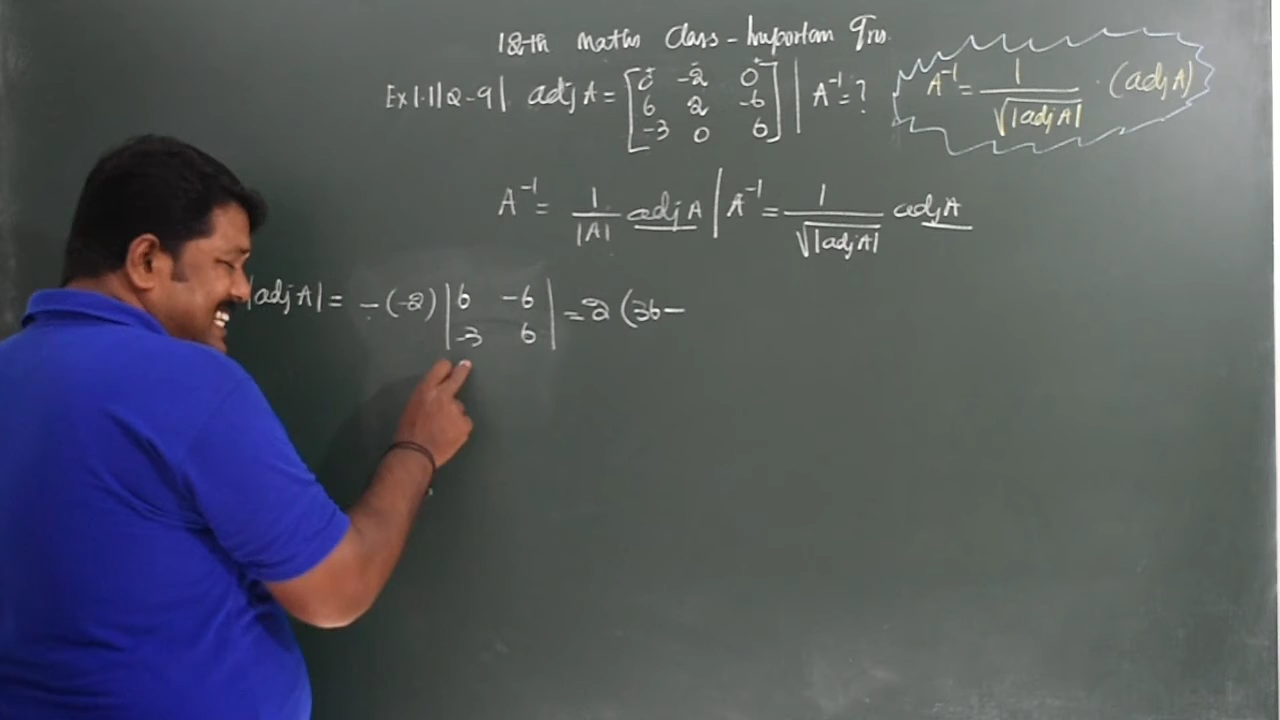 12th Maths Class - Importan Qns.
Ex 1.1 | Q-9 | adj A = [0 -2 0 | A⁻¹ = ?
6 2 -6
-3 0 6]
A⁻¹ = 1/√|adj A| · (adj A)
A⁻¹ = 1/|A| adj A | A⁻¹ = 1/√|adj A| adj A
|adj A| = -(-2) |6 -6 = 2 (36 -
-3 6|